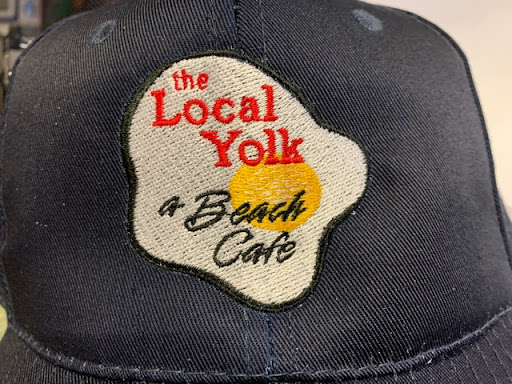 the
Local
Yolk
a Beach
Cafe